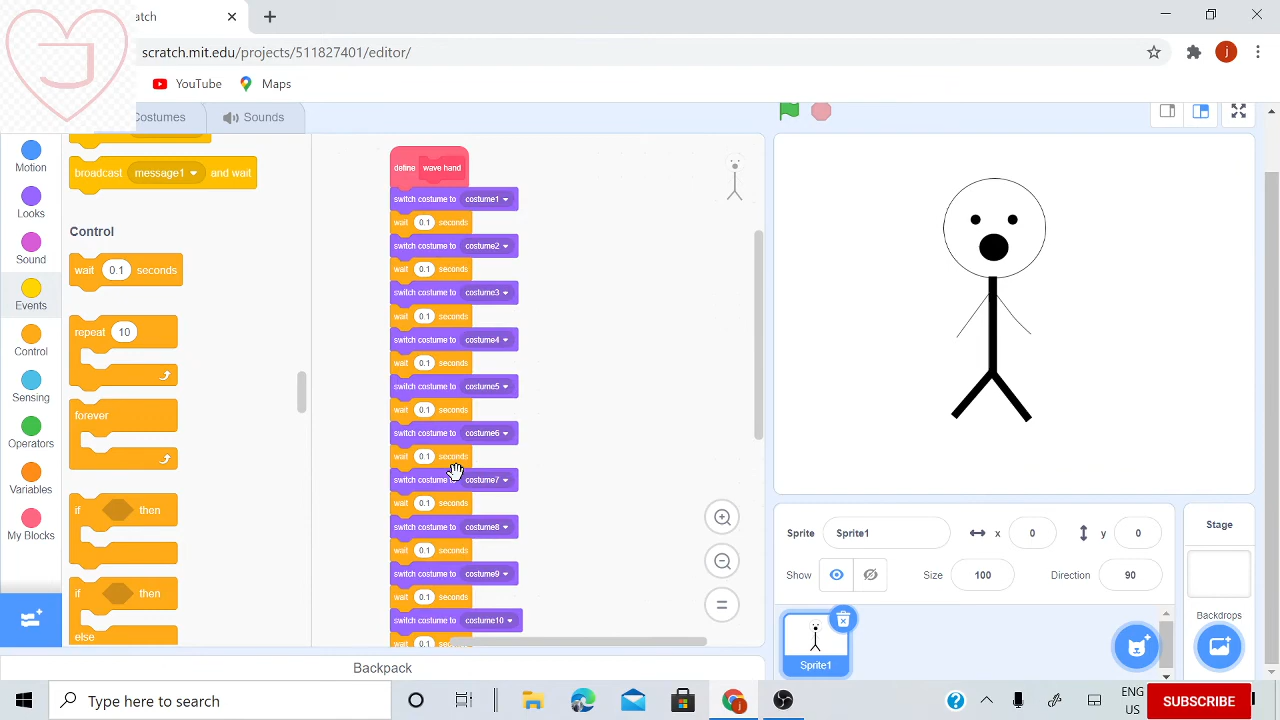 atch
scratch.mit.edu/projects/511827401/editor/
YouTube
Maps
J
Costumes
Sounds
Motion
Looks
Sound
Events
Control
Sensing
Operators
Variables
My Blocks
broadcast message1 and wait
Control
wait 0.1 seconds
repeat 10
forever
if then
if then
else
define wave hand
switch costume to costume1
wait 0.1 seconds
switch costume to costume2
wait 0.1 seconds
switch costume to costume3
wait 0.1 seconds
switch costume to costume4
wait 0.1 seconds
switch costume to costume5
wait 0.1 seconds
switch costume to costume6
wait 0.1 seconds
switch costume to costume7
wait 0.1 seconds
switch costume to costume8
wait 0.1 seconds
switch costume to costume9
wait 0.1 seconds
switch costume to costume10
wait 0.1 seconds
Backpack
Sprite Sprite1 x 0 y 0
Show Size 100 Direction 90
Sprite1
Stage
Backdrops
Type here to search
ENG
US
SUBSCRIBE